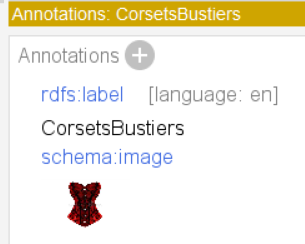 Annotations: CorsetsBustiers
Annotations +
rdfs:label [language: en]
CorsetsBustiers
schema:image